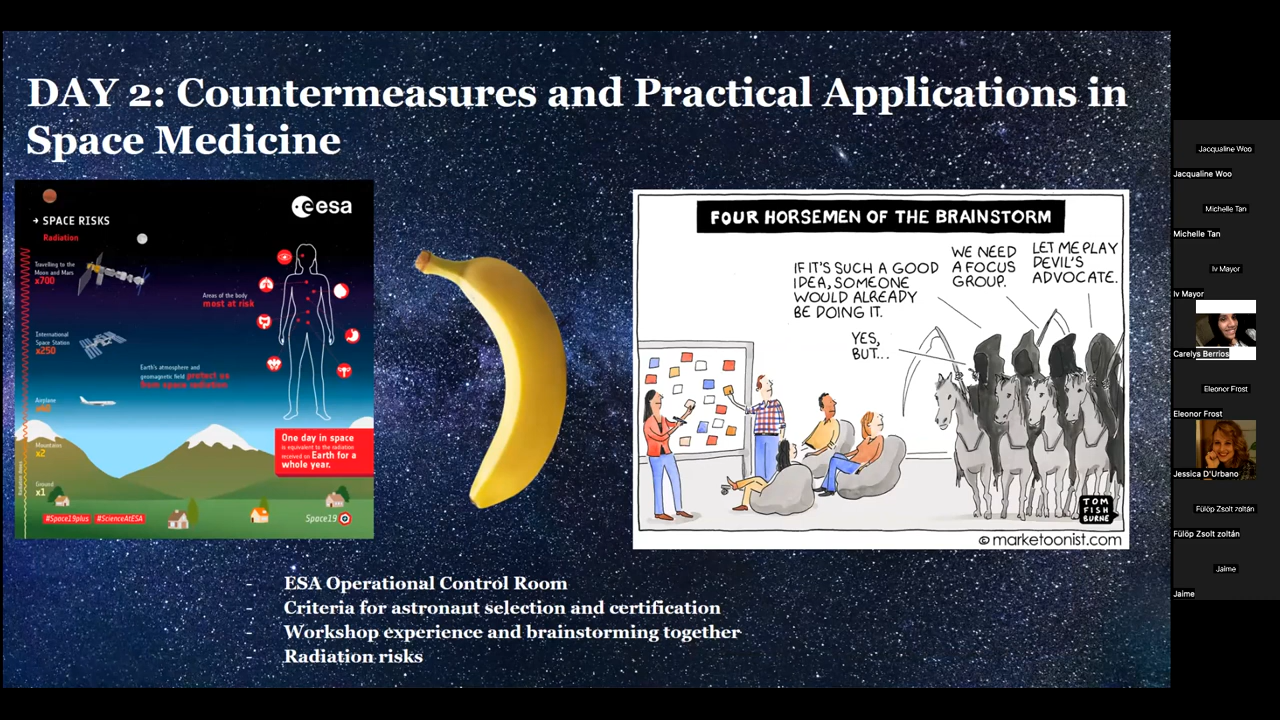 DAY 2: Countermeasures and Practical Applications in
Space Medicine
esa
→ SPACE RISKS
Radiation
Travelling to the
Moon and Mars
x700
Areas of the body
most at risk
International
Space Station
x250
Earth's atmosphere and
geomagnetic field protect us
from space radiation
Airplane
Mountains
x2
One day in space
is equivalent to the radiation
received on Earth for a
whole year.
Ground
x1
#Space19plus #ScienceAtESA
Space19
FOUR HORSEMEN OF THE BRAINSTORM
IF IT'S SUCH A GOOD
IDEA, SOMEONE
WOULD ALREADY
BE DOING IT.
WE NEED
A FOCUS
GROUP.
LET ME PLAY
DEVIL'S
ADVOCATE.
YES,
BUT...
TOM
FISH
BURNE
© marketoonist.com
- ESA Operational Control Room
- Criteria for astronaut selection and certification
- Workshop experience and brainstorming together
- Radiation risks
Jacqualine Woo
Jacqualine Woo
Michelle Tan
Michelle Tan
Iv Mayor
Iv Mayor
Carelys Berrios
Eleonor Frost
Eleonor Frost
Jessica D'Urbano
Fülöp Zsolt zoltán
Fülöp Zsolt zoltán
Jaime
Jaime